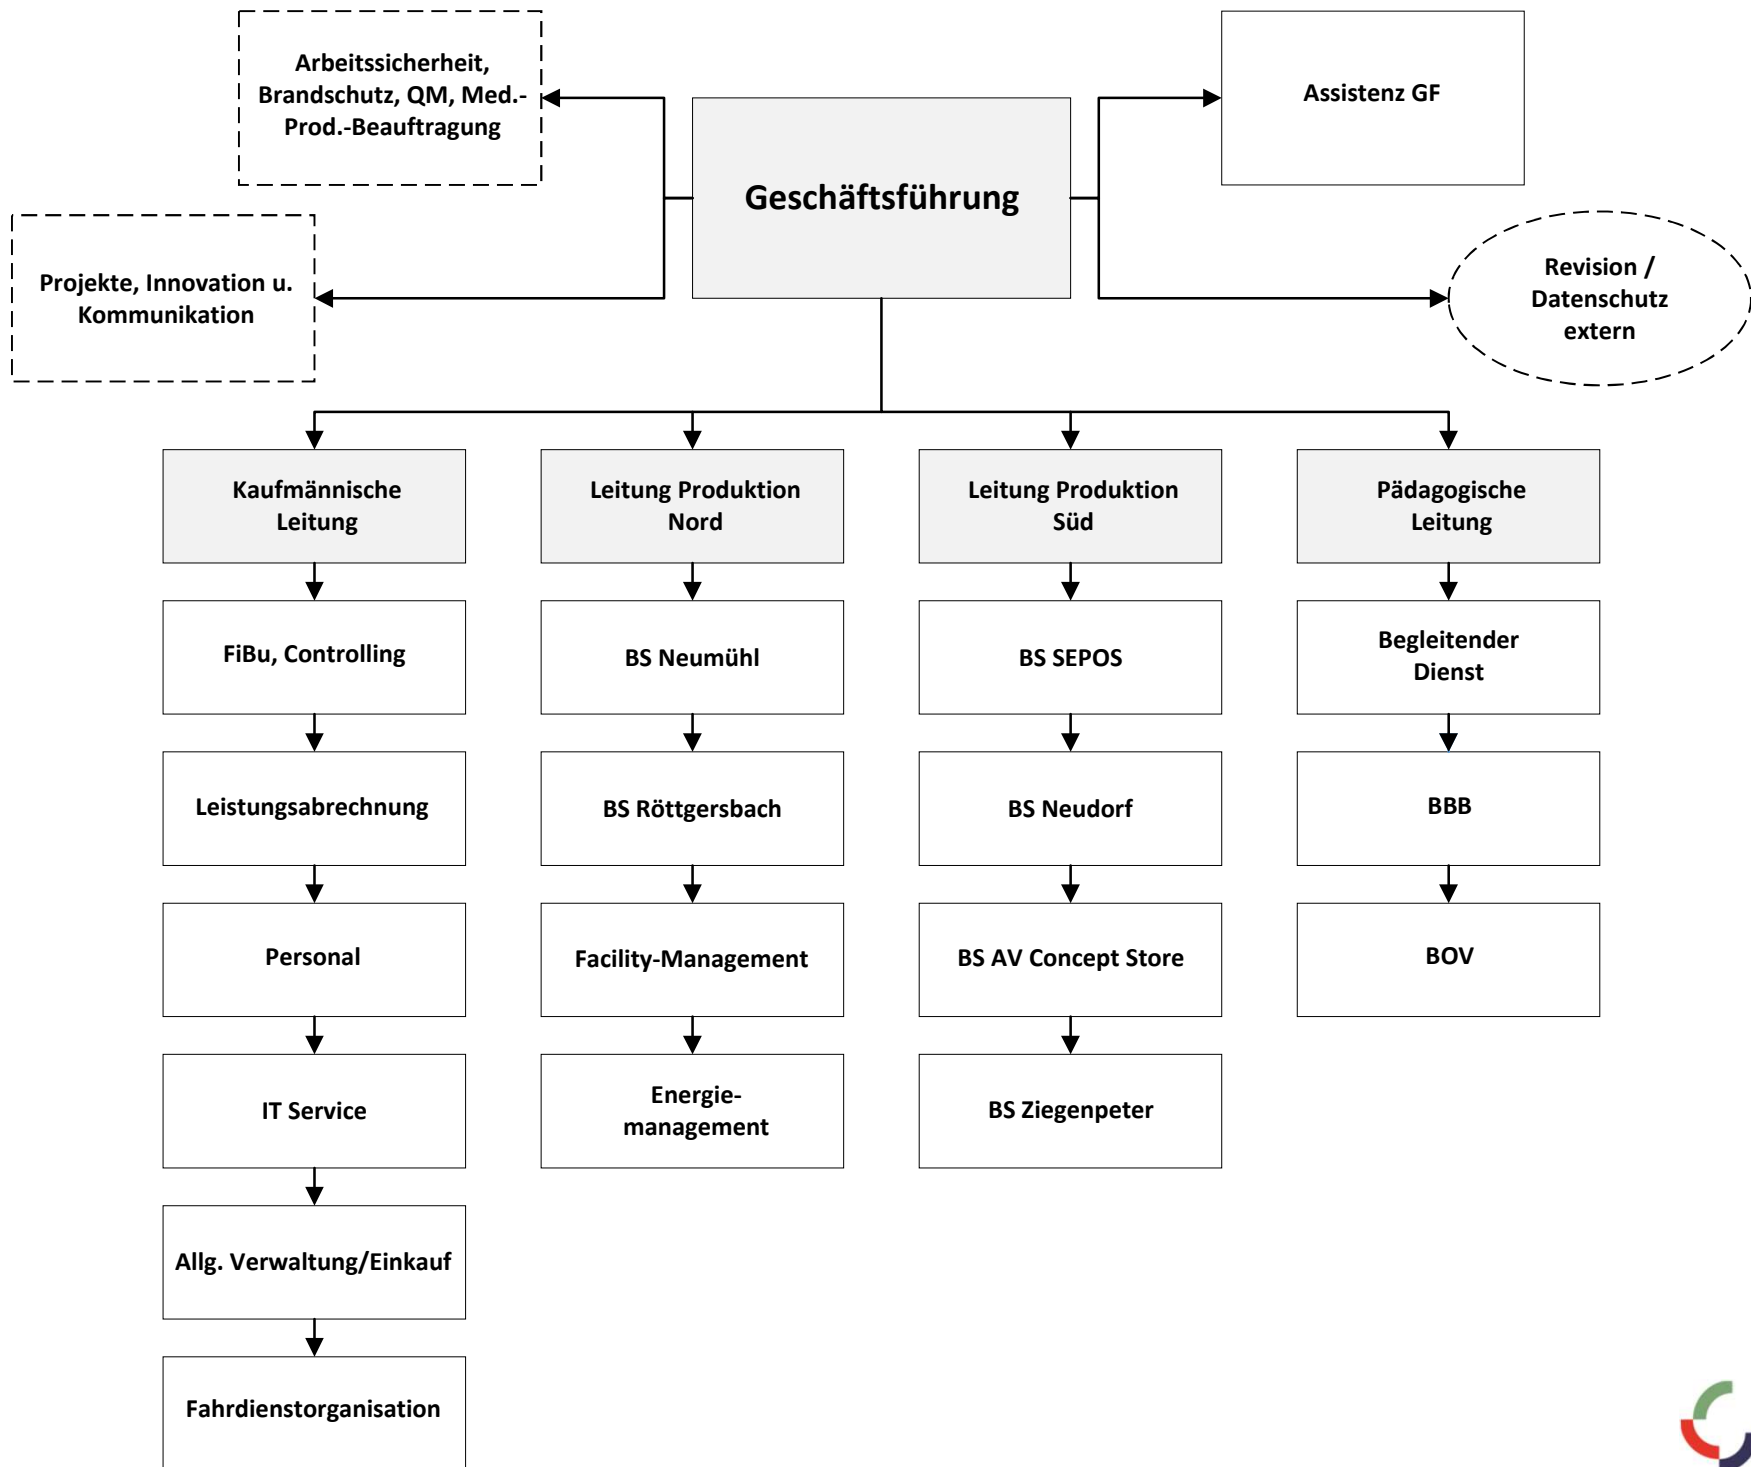 Arbeitssicherheit,
Brandschutz, QM, Med.-
Prod.-Beauftragung
Assistenz GF
Geschäftsführung
Projekte, Innovation u.
Kommunikation
Revision /
Datenschutz
extern
Kaufmännische
Leitung
Leitung Produktion
Nord
Leitung Produktion
Süd
Pädagogische
Leitung
FiBu, Controlling
BS Neumühl
BS SEPOS
Begleitender
Dienst
Leistungsabrechnung
BS Röttgersbach
BS Neudorf
BBB
Personal
Facility-Management
BS AV Concept Store
BOV
IT Service
Energie-
management
BS Ziegenpeter
Allg. Verwaltung/Einkauf
Fahrdienstorganisation